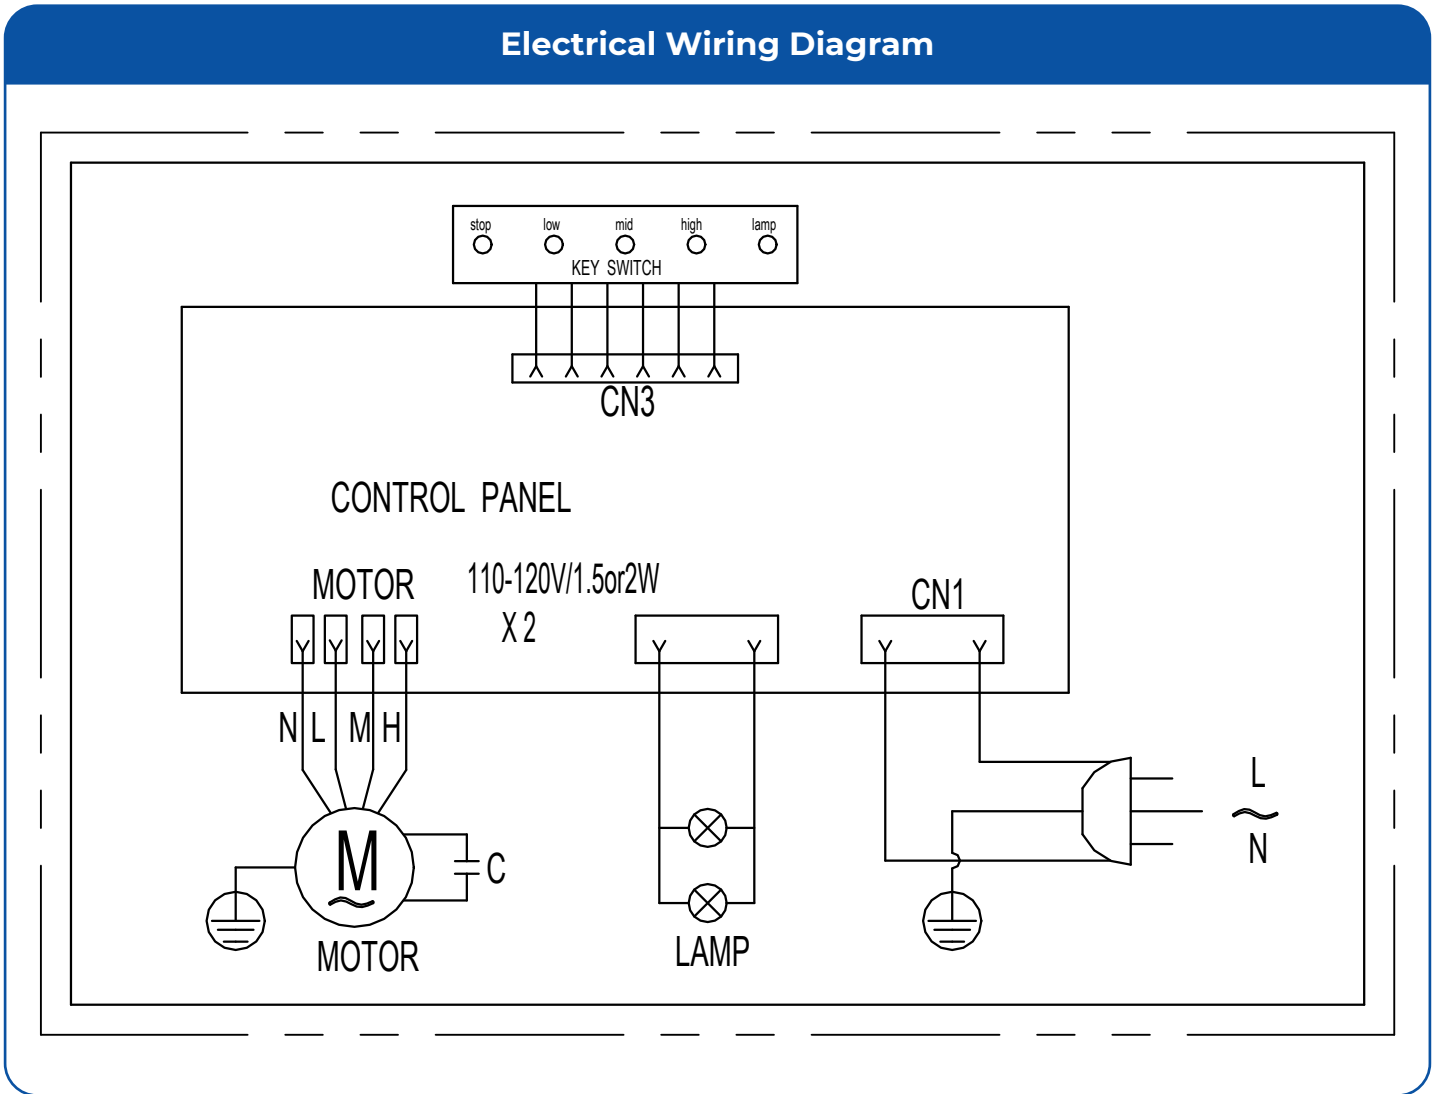 Electrical Wiring Diagram
stop low mid high lamp
KEY SWITCH
CN3
CONTROL PANEL
MOTOR
110-120V/1.5or2W
X 2
CN1
N L M H
M
C
MOTOR
LAMP
L
N